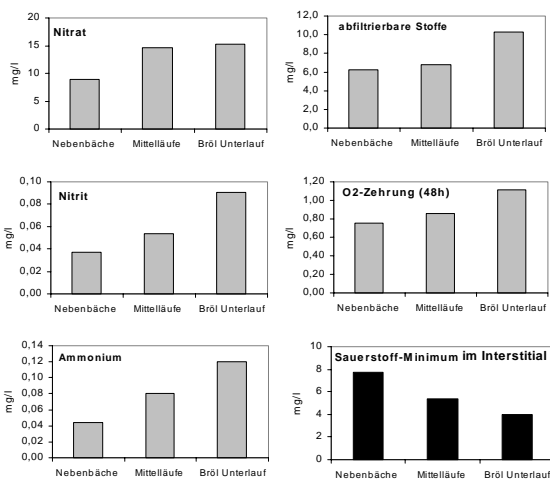 Nitrat
mg/l
20
15
10
5
0
Nebenbäche Mittelläufe Bröl Unterlauf
abfiltrierbare Stoffe
mg/l
12,0
10,0
8,0
6,0
4,0
2,0
0,0
Nebenbäche Mittelläufe Bröl Unterlauf
Nitrit
mg/l
0,10
0,08
0,06
0,04
0,02
0,00
Nebenbäche Mittelläufe Bröl Unterlauf
O2-Zehrung (48h)
mg/l
1,20
1,00
0,80
0,60
0,40
0,20
0,00
Nebenbäche Mittelläufe Bröl Unterlauf
Ammonium
mg/l
0,14
0,12
0,10
0,08
0,06
0,04
0,02
0,00
Nebenbäche Mittelläufe Bröl Unterlauf
Sauerstoff-Minimum im Interstitial
mg/l
10
8
6
4
2
0
Nebenbäche Mittelläufe Bröl Unterlauf